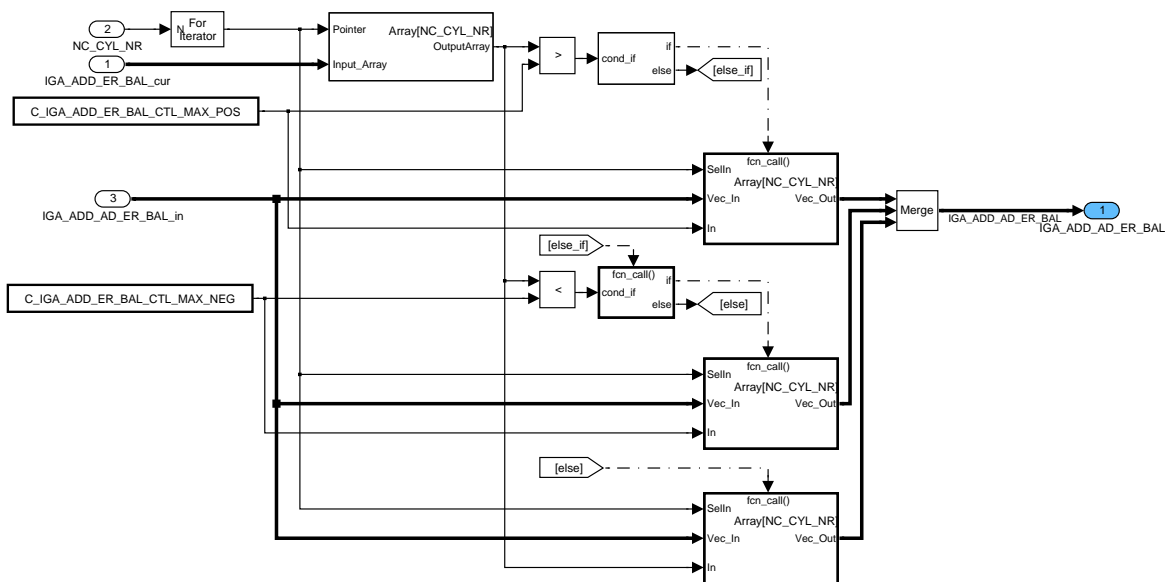 2
NC_CYL_NR
N
For
Iterator
1
IGA_ADD_ER_BAL_cur
Pointer
Array[NC_CYL_NR]
OutputArray
Input_Array
>
cond_if
if
else
[else_if]
C_IGA_ADD_ER_BAL_CTL_MAX_POS
fcn_call()
SelIn
Array[NC_CYL_NR]
Vec_In
Vec_Out
In
3
IGA_ADD_AD_ER_BAL_in
Merge
IGA_ADD_AD_ER_BAL
1
IGA_ADD_AD_ER_BAL
[else_if]
fcn_call()
<
cond_if
if
else
[else]
C_IGA_ADD_ER_BAL_CTL_MAX_NEG
fcn_call()
SelIn
Array[NC_CYL_NR]
Vec_In
Vec_Out
In
[else]
fcn_call()
SelIn
Array[NC_CYL_NR]
Vec_In
Vec_Out
In